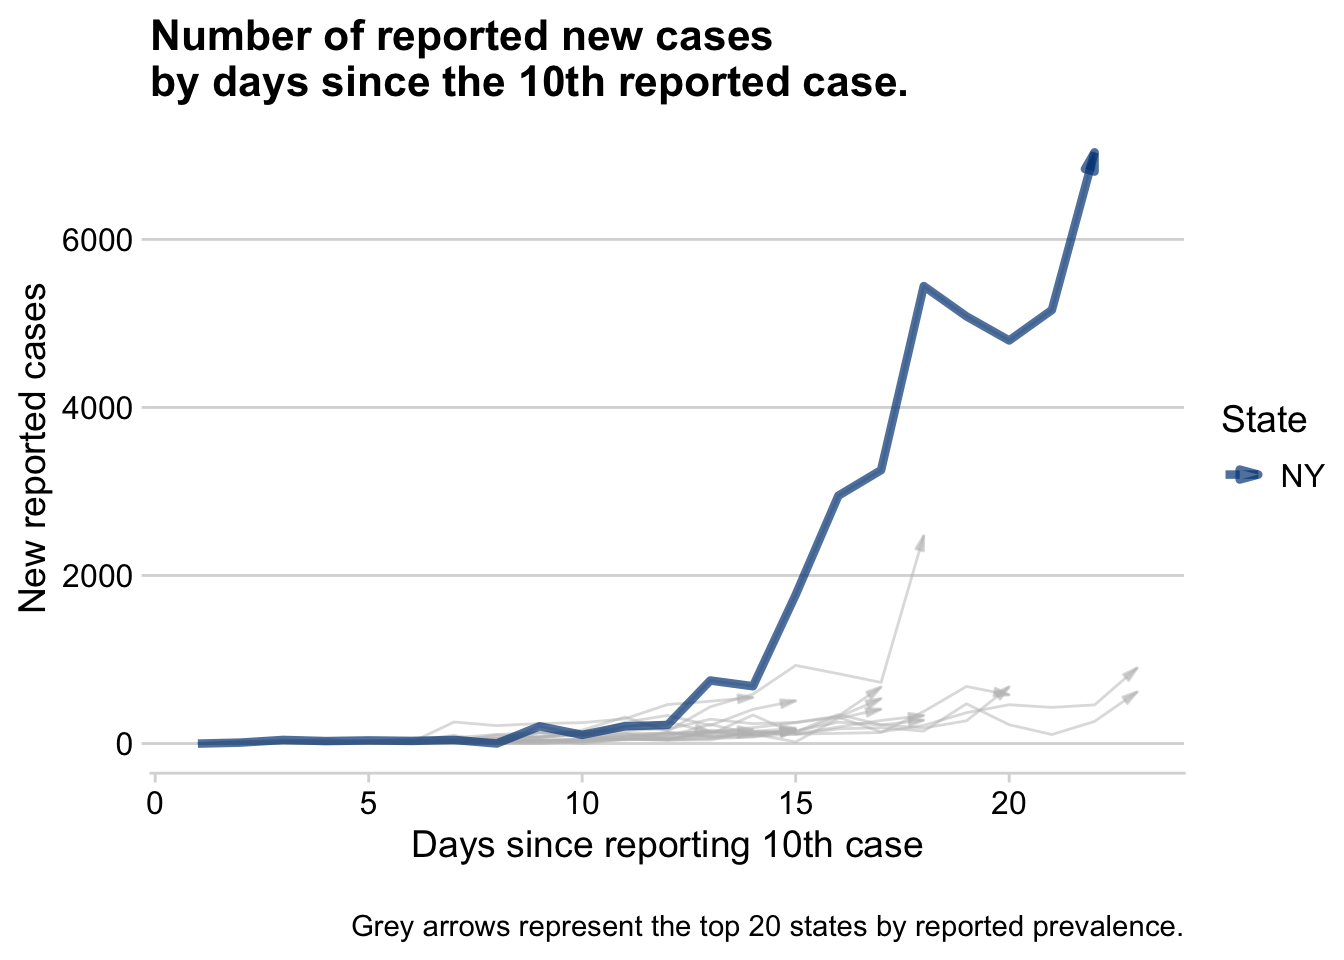 Number of reported new cases
by days since the 10th reported case.
New reported cases
6000
4000
2000
0
0 5 10 15 20
Days since reporting 10th case
State
NY
Grey arrows represent the top 20 states by reported prevalence.